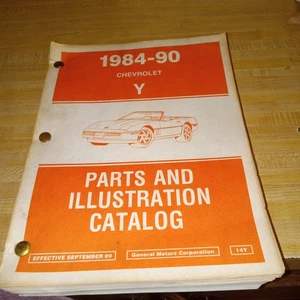 1984-90
CHEVROLET
Y
PARTS AND
ILLUSTRATION
CATALOG
EFFECTIVE SEPTEMBER 89 General Motors Corporation 14Y